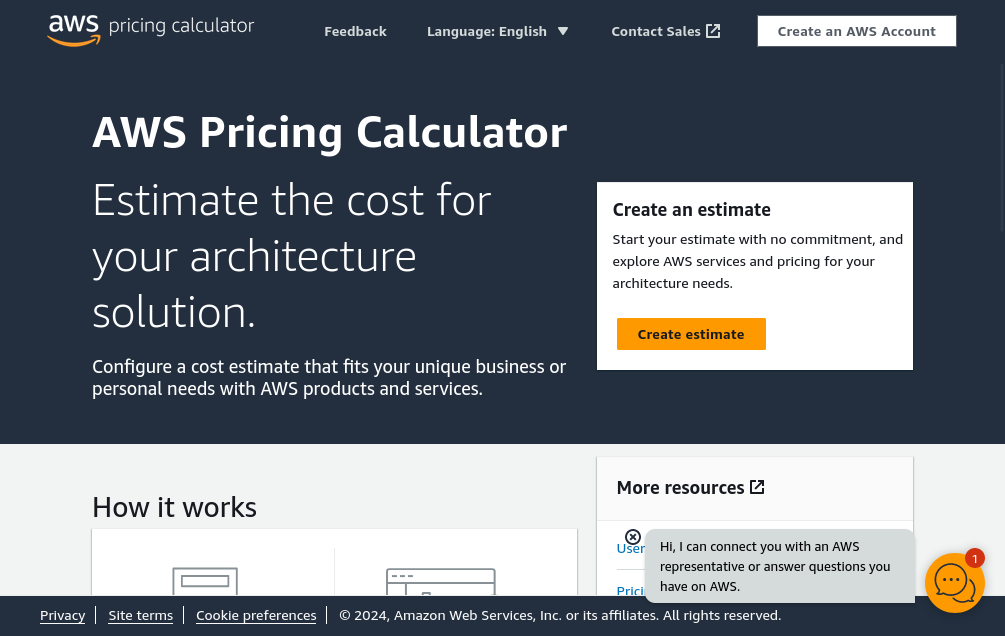 aws pricing calculator
Feedback
Language: English
Contact Sales
Create an AWS Account
AWS Pricing Calculator
Estimate the cost for
your architecture
solution.
Configure a cost estimate that fits your unique business or
personal needs with AWS products and services.
Create an estimate
Start your estimate with no commitment, and
explore AWS services and pricing for your
architecture needs.
Create estimate
How it works
More resources
User
Prici
Hi, I can connect you with an AWS
representative or answer questions you
have on AWS.
1
Privacy
Site terms
Cookie preferences
© 2024, Amazon Web Services, Inc. or its affiliates. All rights reserved.